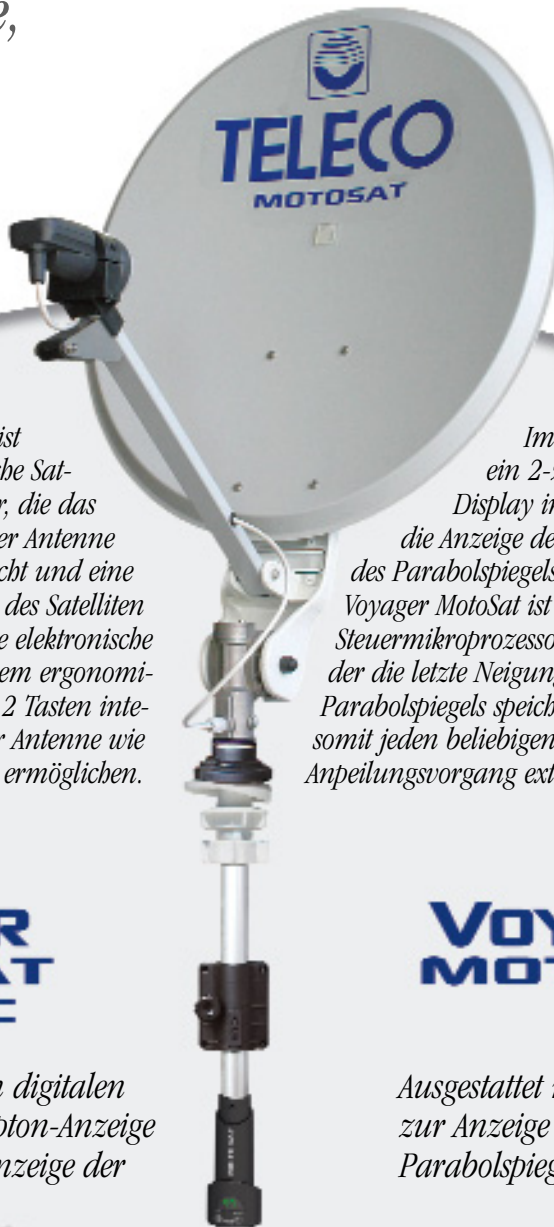 e,
TELECO
MOTOSAT
ist
che Sat-
r, die das
er Antenne
cht und eine
des Satelliten
e elektronische
em ergonomi-
2 Tasten inte-
r Antenne wie
ermöglichen.
Im
ein 2-
Display in
die Anzeige de
des Parabolspiegels
Voyager MotoSat ist
Steuermikroprozesso
der die letzte Neigung
Parabolspiegels speich
somit jeden beliebigen
Anpeilungsvorgang ext
R
AT
C
VOY
MOT
n digitalen
pton-Anzeige
nzeige der
Ausgestattet
zur Anzeige
Parabolspieg